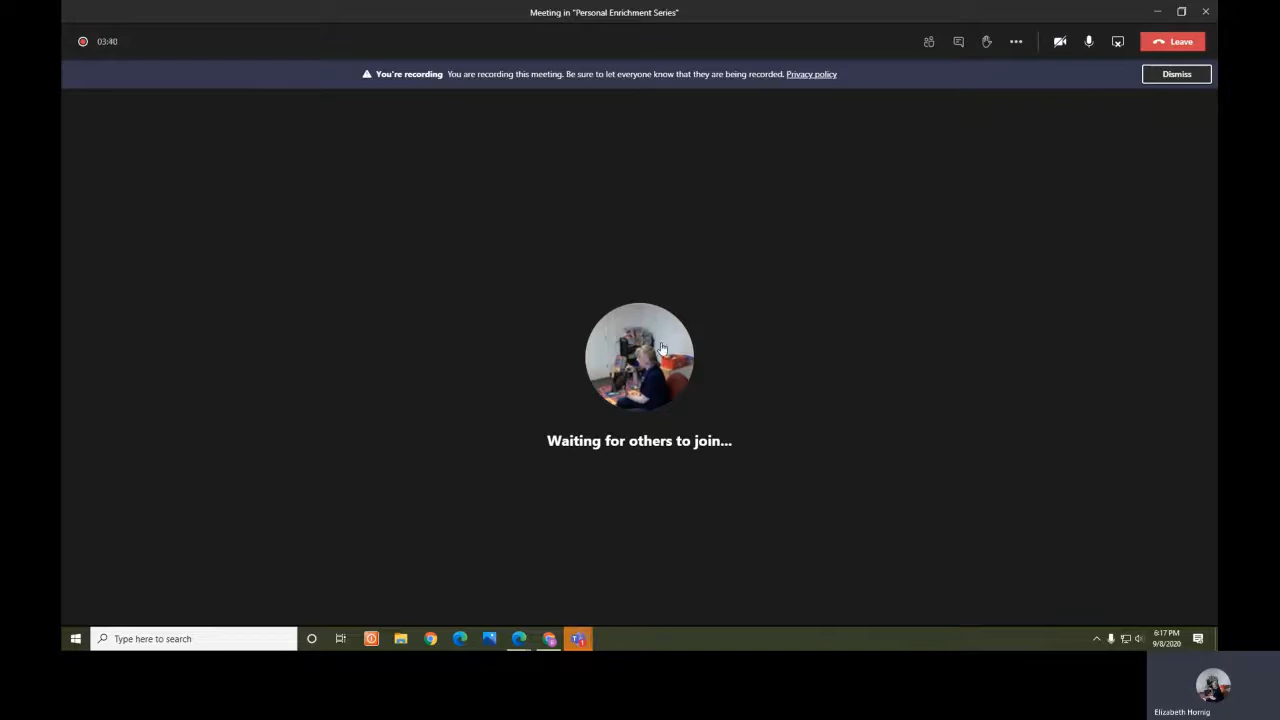 Meeting in "Personal Enrichment Series"
03:40
Leave
You're recording You are recording this meeting. Be sure to let everyone know that they are being recorded. Privacy policy
Dismiss
Waiting for others to join...
Type here to search
6:17 PM
9/8/2020
Elizabeth Hornig